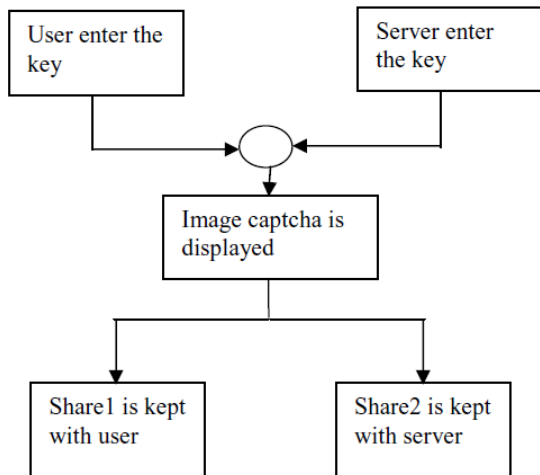 User enter the
key
Server enter
the key
Image captcha is
displayed
Share1 is kept
with user
Share2 is kept
with server